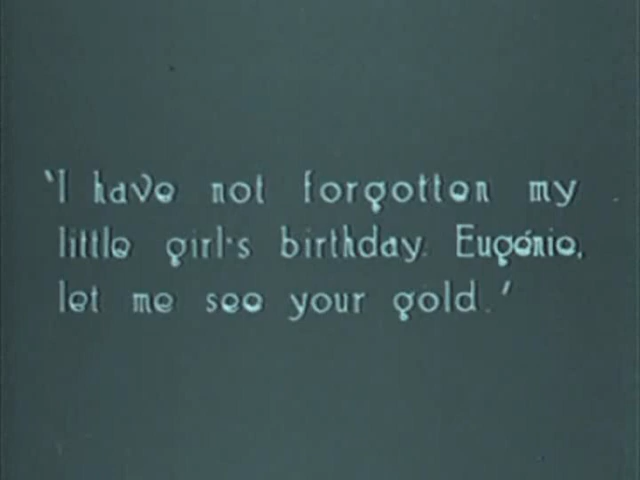 'I have not forgotten my
little girl's birthday. Eugénie,
let me see your gold.'